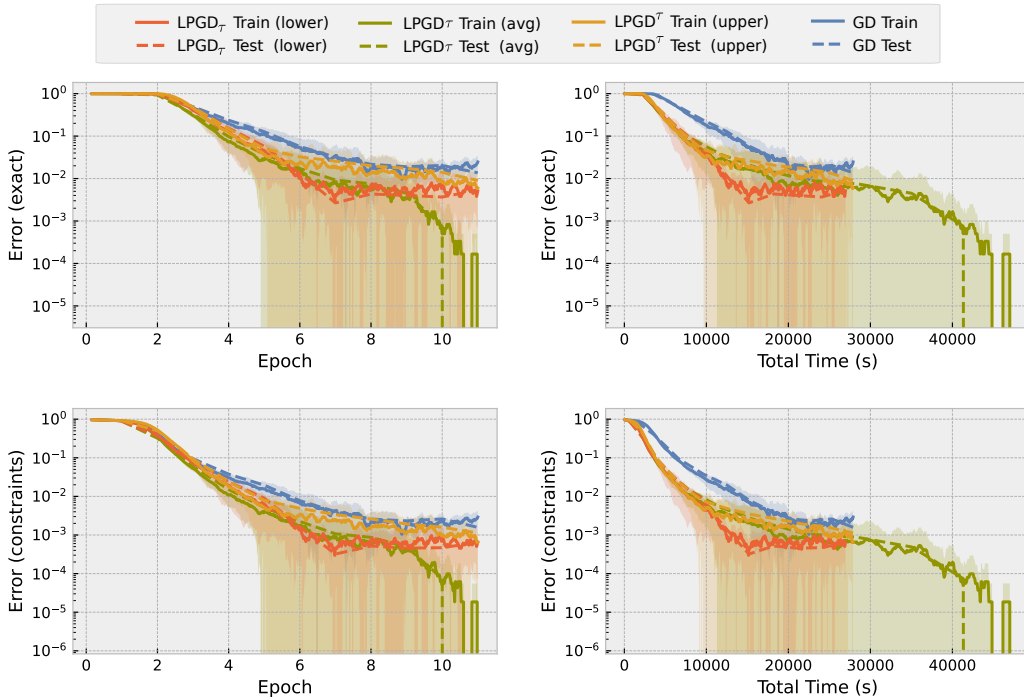 LPGDτ Train (lower) LPGDτ Train (avg) LPGD^τ Train (upper) GD Train
LPGDτ Test (lower) LPGDτ Test (avg) LPGD^τ Test (upper) GD Test
Error (exact)
10^0
10^-1
10^-2
10^-3
10^-4
10^-5
0 2 4 6 8 10
Epoch
Error (exact)
10^0
10^-1
10^-2
10^-3
10^-4
10^-5
0 10000 20000 30000 40000
Total Time (s)
Error (constraints)
10^0
10^-1
10^-2
10^-3
10^-4
10^-5
10^-6
0 2 4 6 8 10
Epoch
Error (constraints)
10^0
10^-1
10^-2
10^-3
10^-4
10^-5
10^-6
0 10000 20000 30000 40000
Total Time (s)